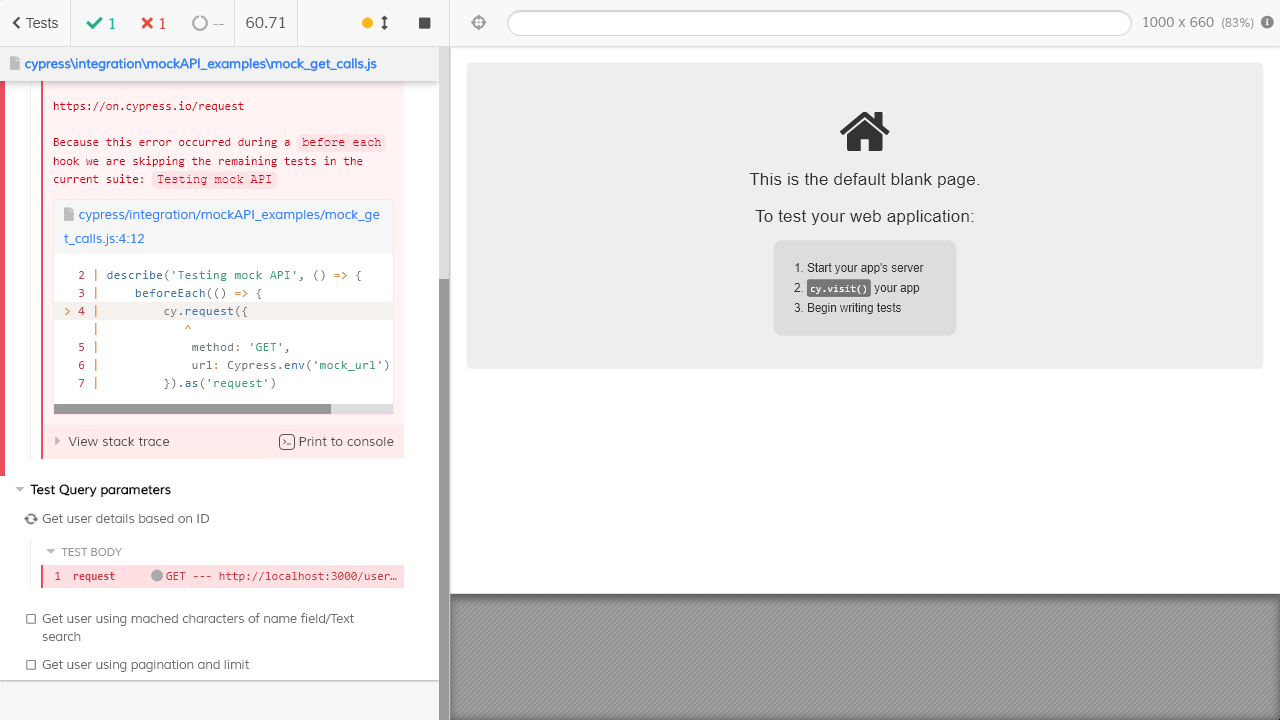 Tests
1
1
--
60.71
1000 x 660 (83%)
cypress\integration\mockAPI_examples\mock_get_calls.js
https://on.cypress.io/request
Because this error occurred during a before each
hook we are skipping the remaining tests in the
current suite: Testing mock API
cypress/integration/mockAPI_examples/mock_ge
t_calls.js:4:12
2 | describe('Testing mock API', () => {
3 |     beforeEach(() => {
> 4 |         cy.request({
|            ^
5 |             method: 'GET',
6 |             url: Cypress.env('mock_url')
7 |         }).as('request')
View stack trace
Print to console
Test Query parameters
Get user details based on ID
TEST BODY
1 request GET --- http://localhost:3000/user…
Get user using mached characters of name field/Text
search
Get user using pagination and limit
This is the default blank page.
To test your web application:
1. Start your app's server
2. cy.visit() your app
3. Begin writing tests